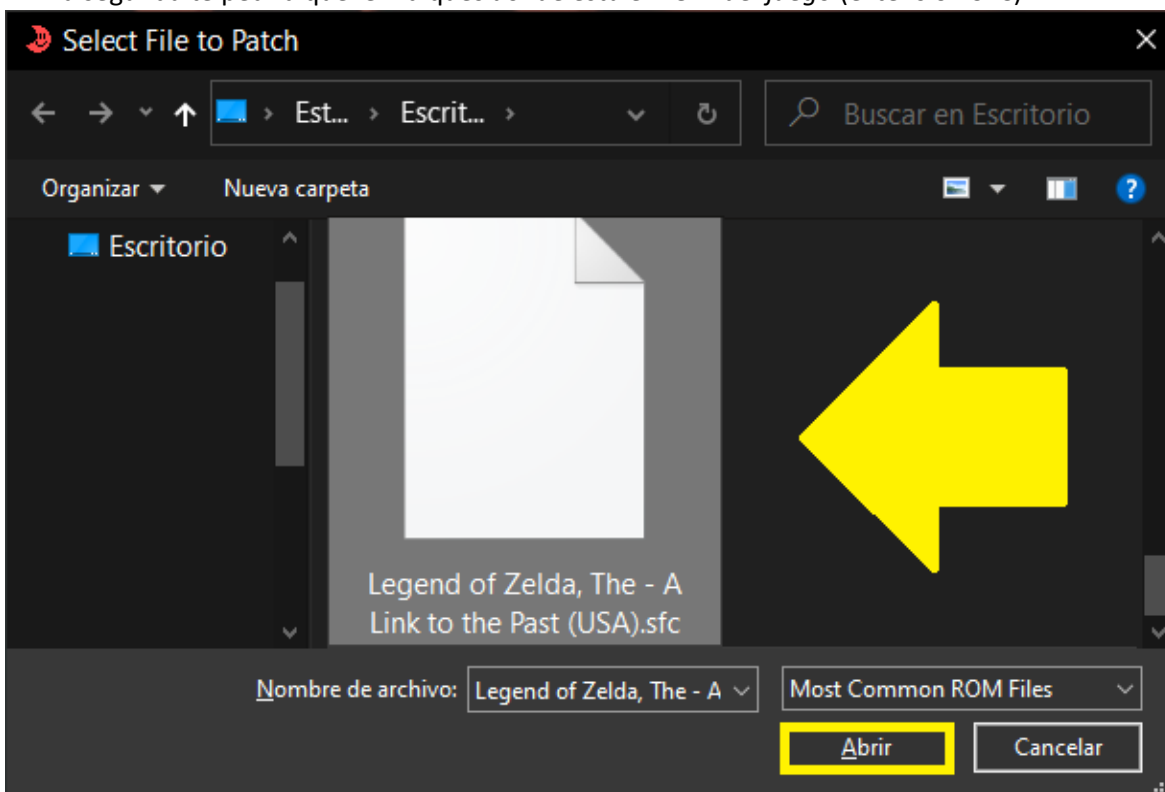 Select File to Patch
Est... > Escrit... >
Buscar en Escritorio
Organizar
Nueva carpeta
Escritorio
Legend of Zelda, The - A
Link to the Past (USA).sfc
Nombre de archivo: Legend of Zelda, The - A
Most Common ROM Files
Abrir
Cancelar